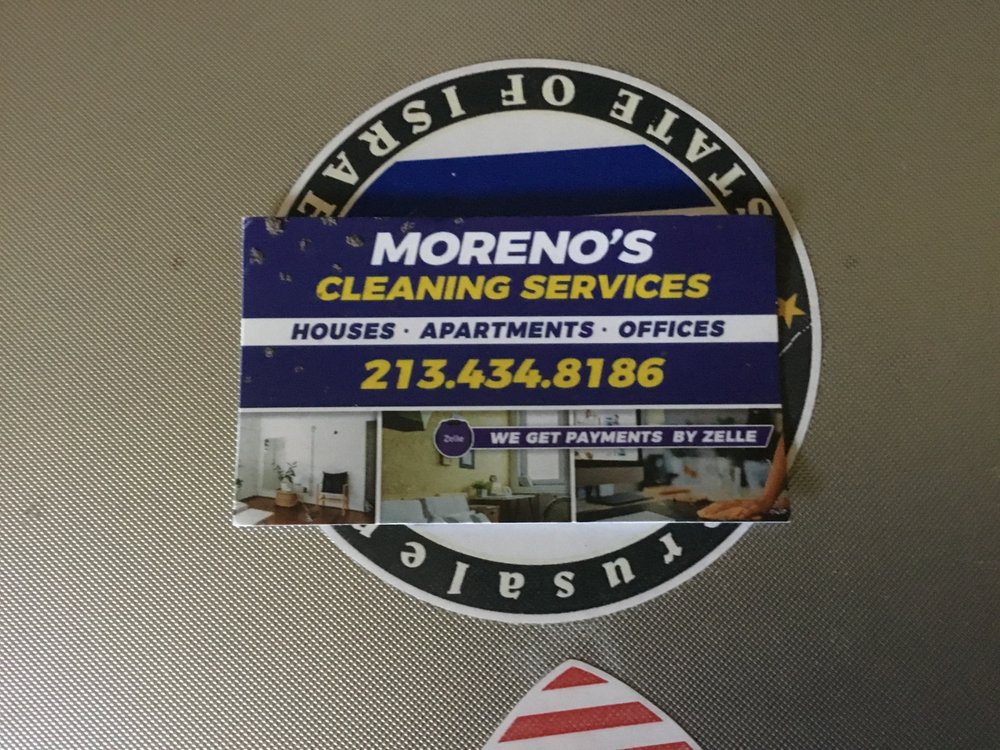 STATE OF ISRAE
MORENO'S
CLEANING SERVICES
HOUSES · APARTMENTS · OFFICES
213.434.8186
Zelle
WE GET PAYMENTS BY ZELLE
rusale